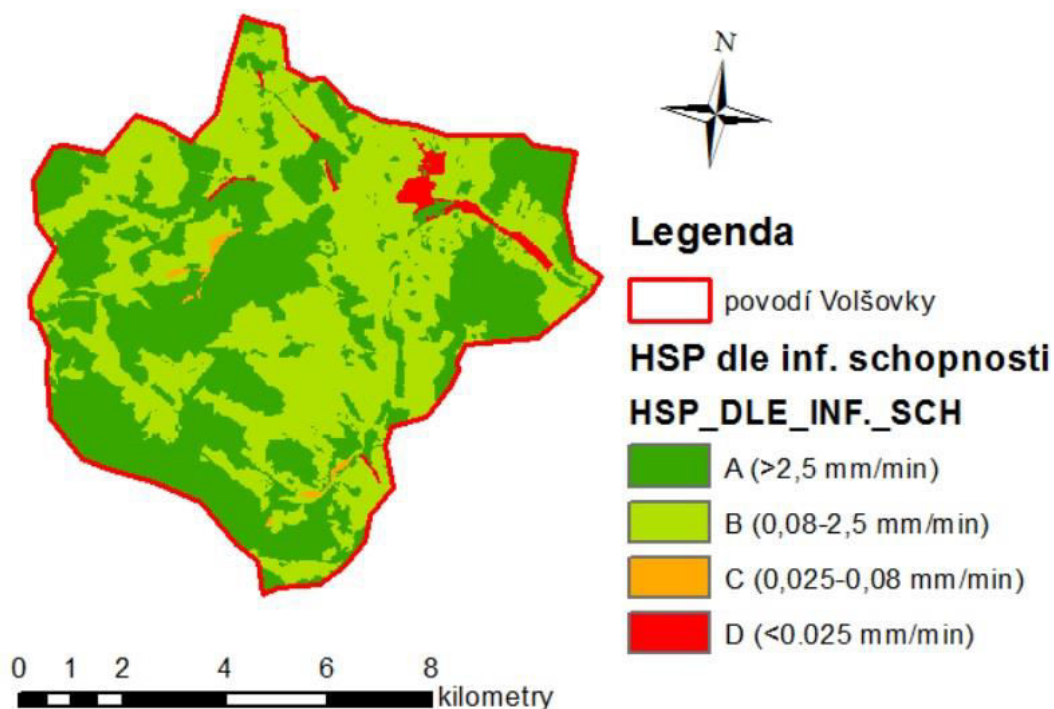 N
Legenda
povodí Volšovky
HSP dle inf. schopnosti
HSP_DLE_INF._SCH
A (>2,5 mm/min)
B (0,08-2,5 mm/min)
C (0,025-0,08 mm/min)
D (<0.025 mm/min)
0 1 2 4 6 8
kilometry